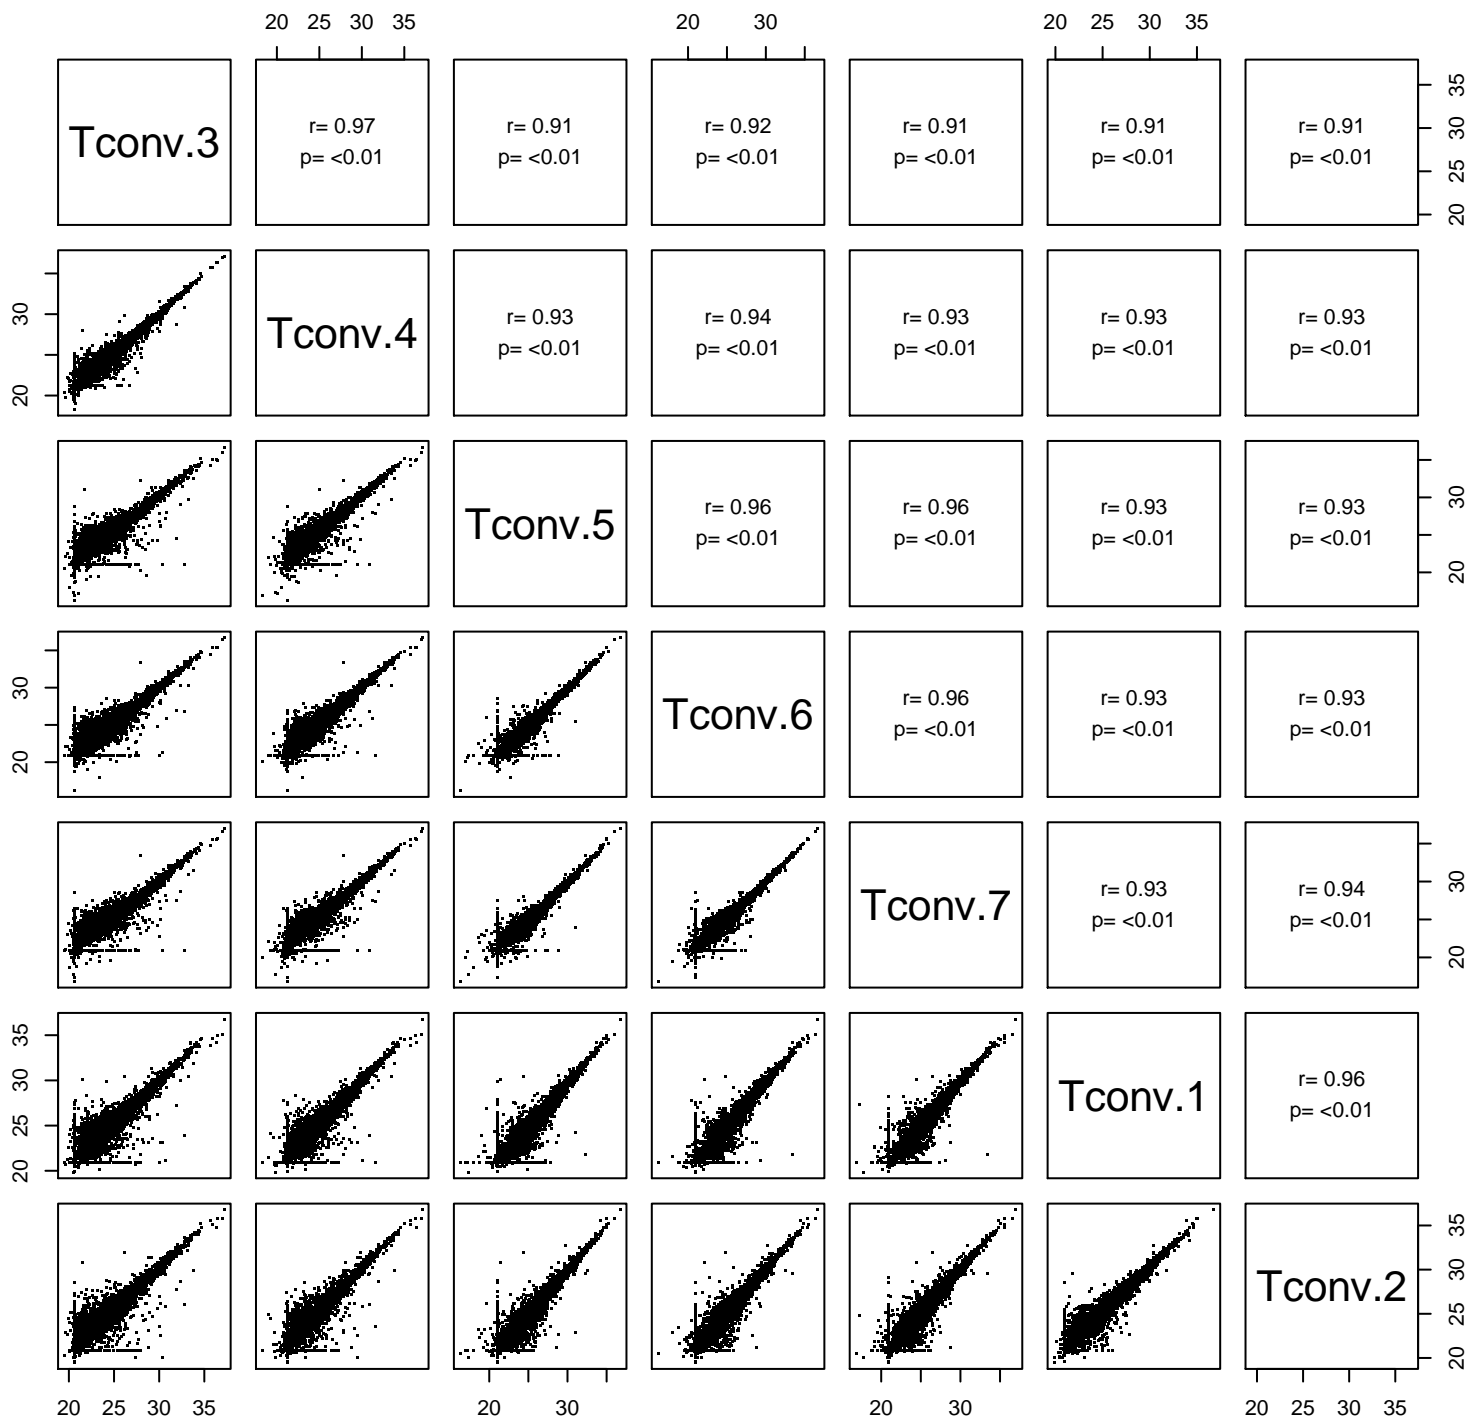 20 25 30 35 20 30 20 25 30 35
Tconv.3
r= 0.97
p= <0.01
r= 0.91
p= <0.01
r= 0.92
p= <0.01
r= 0.91
p= <0.01
r= 0.91
p= <0.01
r= 0.91
p= <0.01
20 25 30 35
20 30
Tconv.4
r= 0.93
p= <0.01
r= 0.94
p= <0.01
r= 0.93
p= <0.01
r= 0.93
p= <0.01
r= 0.93
p= <0.01
Tconv.5
r= 0.96
p= <0.01
r= 0.96
p= <0.01
r= 0.93
p= <0.01
r= 0.93
p= <0.01
20 30
20 30
Tconv.6
r= 0.96
p= <0.01
r= 0.93
p= <0.01
r= 0.93
p= <0.01
Tconv.7
r= 0.93
p= <0.01
r= 0.94
p= <0.01
20 30
20 25 30 35
Tconv.1
r= 0.96
p= <0.01
Tconv.2
20 25 30 35
20 25 30 35 20 30 20 30 20 25 30 35